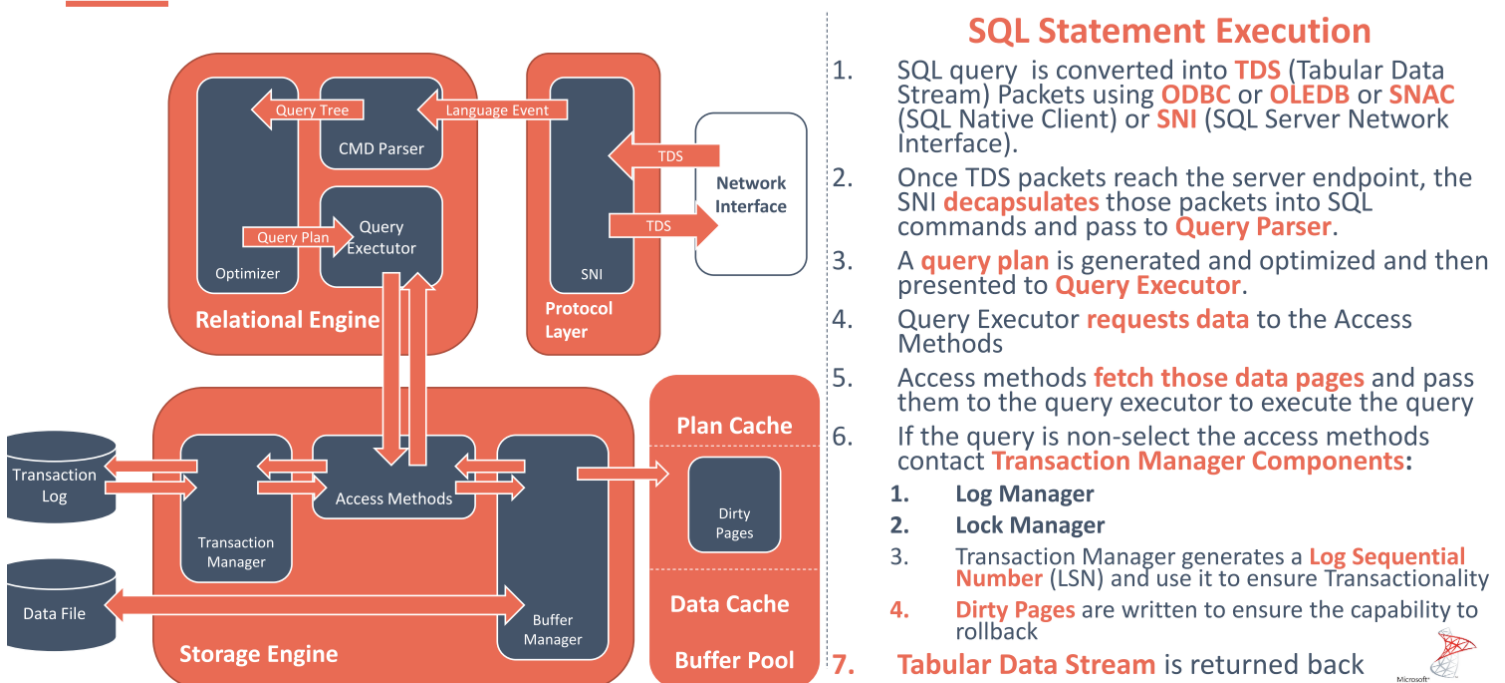 Query Tree
Language Event
CMD Parser
TDS
Network
Interface
TDS
Query
Exectutor
Query Plan
Optimizer
SNI
Relational Engine
Protocol
Layer
Transaction
Log
Access Methods
Transaction
Manager
Data File
Buffer
Manager
Storage Engine
Plan Cache
Dirty
Pages
Data Cache
Buffer Pool
SQL Statement Execution
1. SQL query is converted into TDS (Tabular Data
Stream) Packets using ODBC or OLEDB or SNAC
(SQL Native Client) or SNI (SQL Server Network
Interface).
2. Once TDS packets reach the server endpoint, the
SNI decapsulates those packets into SQL
commands and pass to Query Parser.
3. A query plan is generated and optimized and then
presented to Query Executor.
4. Query Executor requests data to the Access
Methods
5. Access methods fetch those data pages and pass
them to the query executor to execute the query
6. If the query is non-select the access methods
contact Transaction Manager Components:
1. Log Manager
2. Lock Manager
3. Transaction Manager generates a Log Sequential
Number (LSN) and use it to ensure Transactionality
4. Dirty Pages are written to ensure the capability to
rollback
7. Tabular Data Stream is returned back
Microsoft